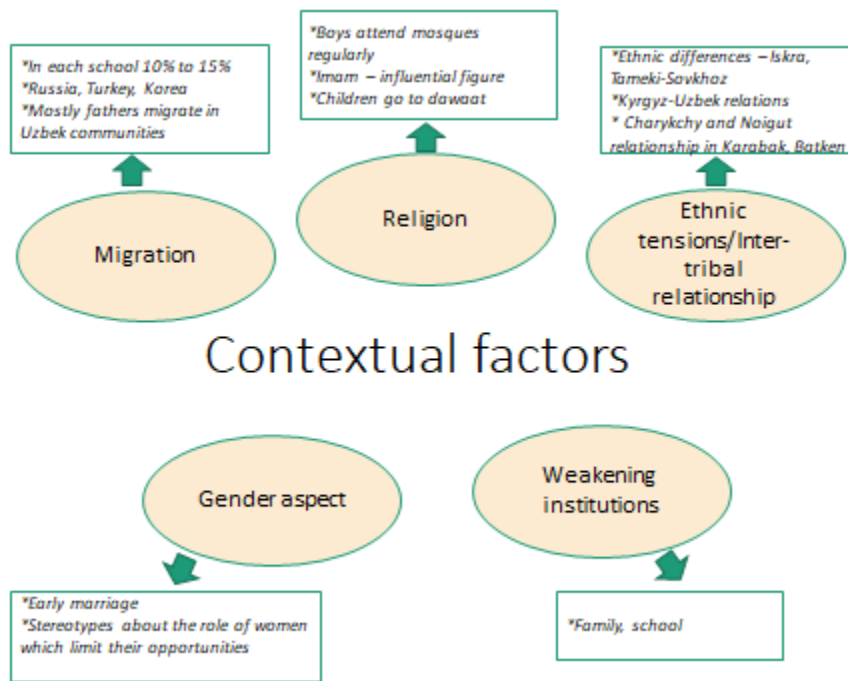 *In each school 10% to 15%
*Russia, Turkey, Korea
*Mostly fathers migrate in
Uzbek communities
*Boys attend mosques
regularly
*Imam – influential figure
*Children go to dawaat
*Ethnic differences – Iskra,
Tameki-Sovkhoz
*Kyrgyz-Uzbek relations
* Charykchy and Noigut
relationship in Karabak, Batken
Migration
Religion
Ethnic
tensions/Inter-
tribal
relationship
Contextual factors
Gender aspect
Weakening
institutions
*Early marriage
*Stereotypes about the role of women
which limit their opportunities
*Family, school